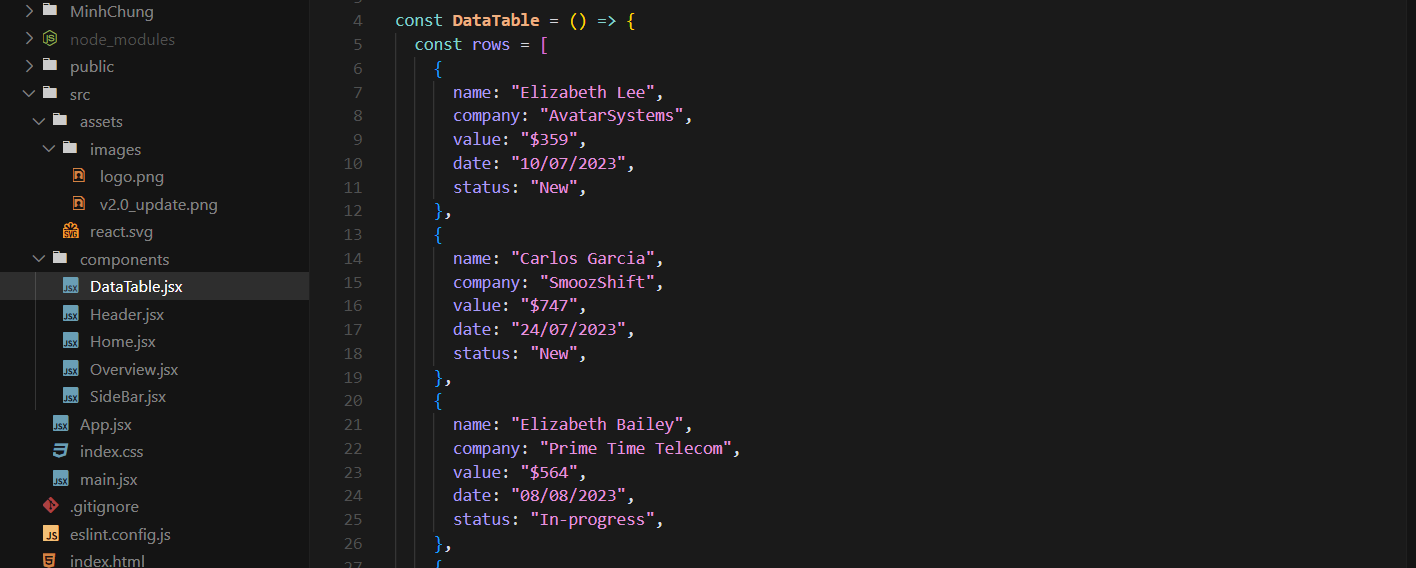 MinhChung
node_modules
public
src
assets
images
logo.png
v2.0_update.png
react.svg
components
DataTable.jsx
Header.jsx
Home.jsx
Overview.jsx
SideBar.jsx
App.jsx
index.css
main.jsx
.gitignore
eslint.config.js
index.html
4 const DataTable = () => {
5 const rows = [
6 {
7 name: "Elizabeth Lee",
8 company: "AvatarSystems",
9 value: "$359",
10 date: "10/07/2023",
11 status: "New",
12 },
13 {
14 name: "Carlos Garcia",
15 company: "SmoozShift",
16 value: "$747",
17 date: "24/07/2023",
18 status: "New",
19 },
20 {
21 name: "Elizabeth Bailey",
22 company: "Prime Time Telecom",
23 value: "$564",
24 date: "08/08/2023",
25 status: "In-progress",
26 },
27 {